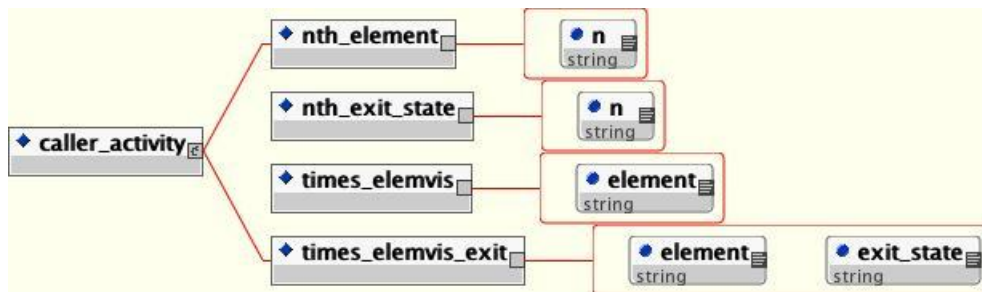 nth_element
n
string
nth_exit_state
n
string
caller_activity
times_elemvis
element
string
times_elemvis_exit
element
exit_state
string
string